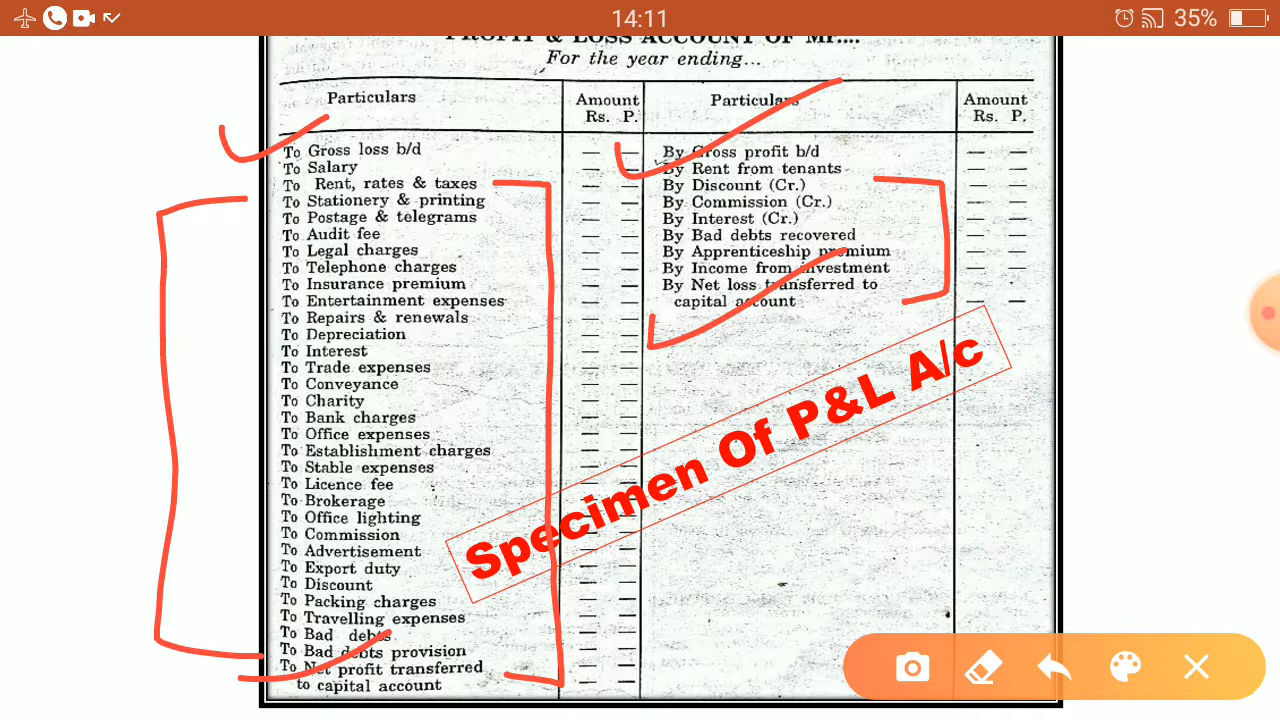 14:11
35%
PROFIT & LOSS ACCOUNT OF Mr....
For the year ending...
Particulars
Amount
Rs. P.
Particulars
Amount
Rs. P.
To Gross loss b/d
To Salary
To Rent, rates & taxes
To Stationery & printing
To Postage & telegrams
To Audit fee
To Legal charges
To Telephone charges
To Insurance premium
To Entertainment expenses
To Repairs & renewals
To Depreciation
To Interest
To Trade expenses
To Conveyance
To Charity
To Bank charges
To Office expenses
To Establishment charges
To Stable expenses
To Licence fee
To Brokerage
To Office lighting
To Commission
To Advertisement
To Export duty
To Discount
To Packing charges
To Travelling expenses
To Bad debts
To Bad debts provision
To Net profit transferred
to capital account
By Gross profit b/d
By Rent from tenants
By Discount (Cr.)
By Commission (Cr.)
By Interest (Cr.)
By Bad debts recovered
By Apprenticeship premium
By Income from investment
By Net loss transferred to
capital account
Specimen Of P&L A/c